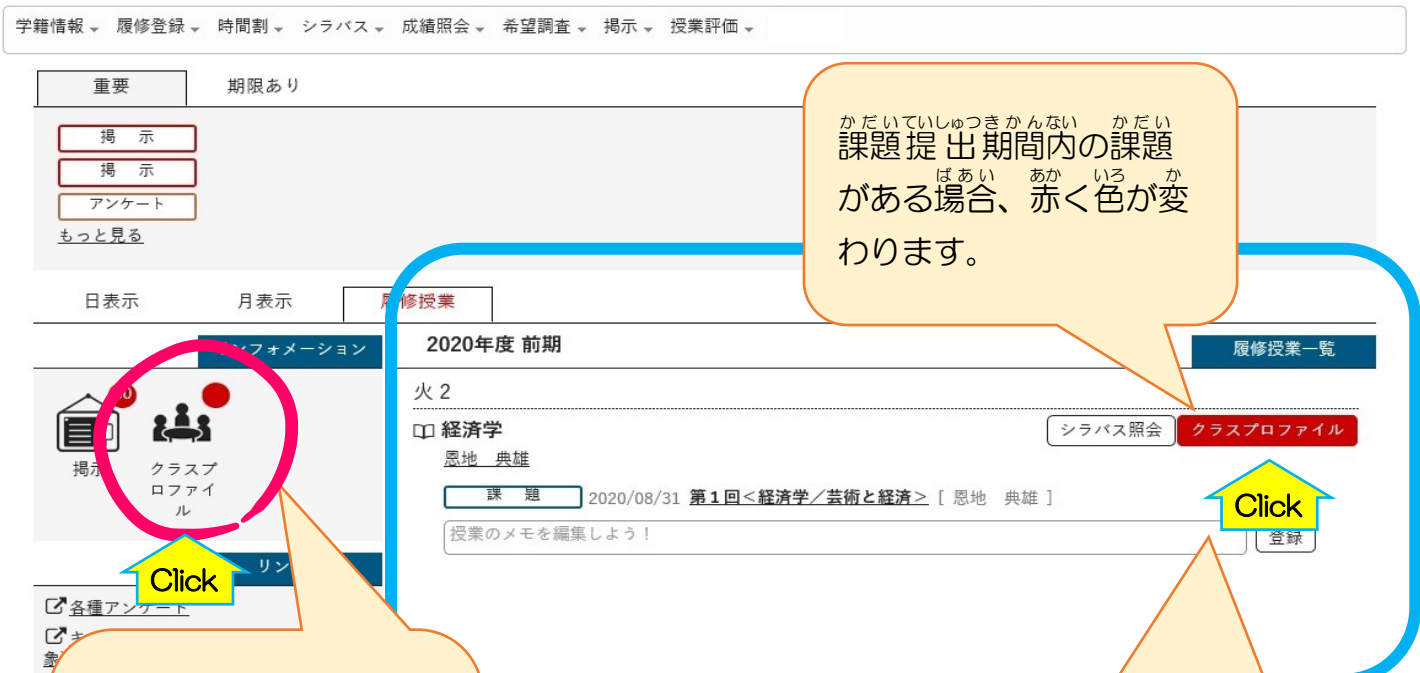 学籍情報 履修登録 時間割 シラバス 成績照会 希望調査 掲示 授業評価
重要 期限あり
掲 示
掲 示
アンケート
もっと見る
かだいていしゅつきかんない かだい
課題提出期間内の課題
ばあい あか いろ か
がある場合、赤く色が変
わります。
日表示 月表示 履修授業
インフォメーション
2020年度 前期
履修授業一覧
火 2
経済学
シラバス照会 クラスプロファイル
恩地 典雄
掲示
クラスプ
ロファイ
ル
課 題 2020/08/31 第1回<経済学/芸術と経済> [ 恩地 典雄 ]
Click
授業のメモを編集しよう！
登録
Click
リン
各種アンケート